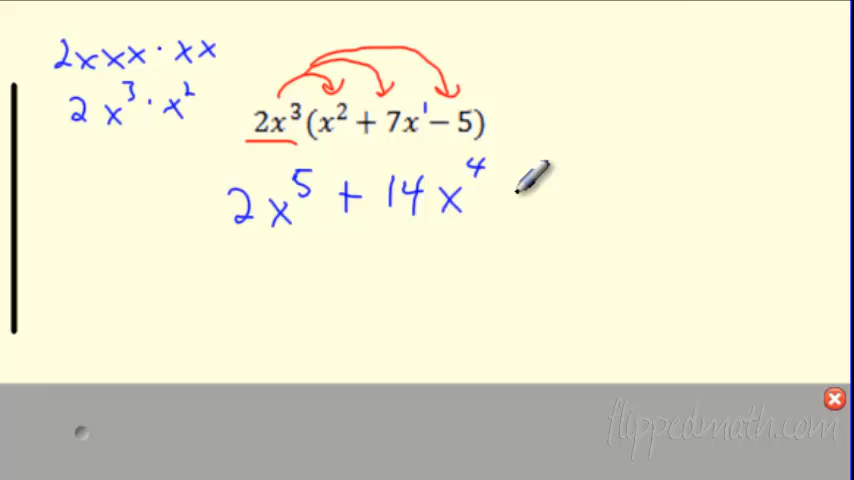 2xxx · xx
2x³ · x²
2x³(x² + 7x¹ − 5)
2x⁵ + 14x⁴
flippedmath.com